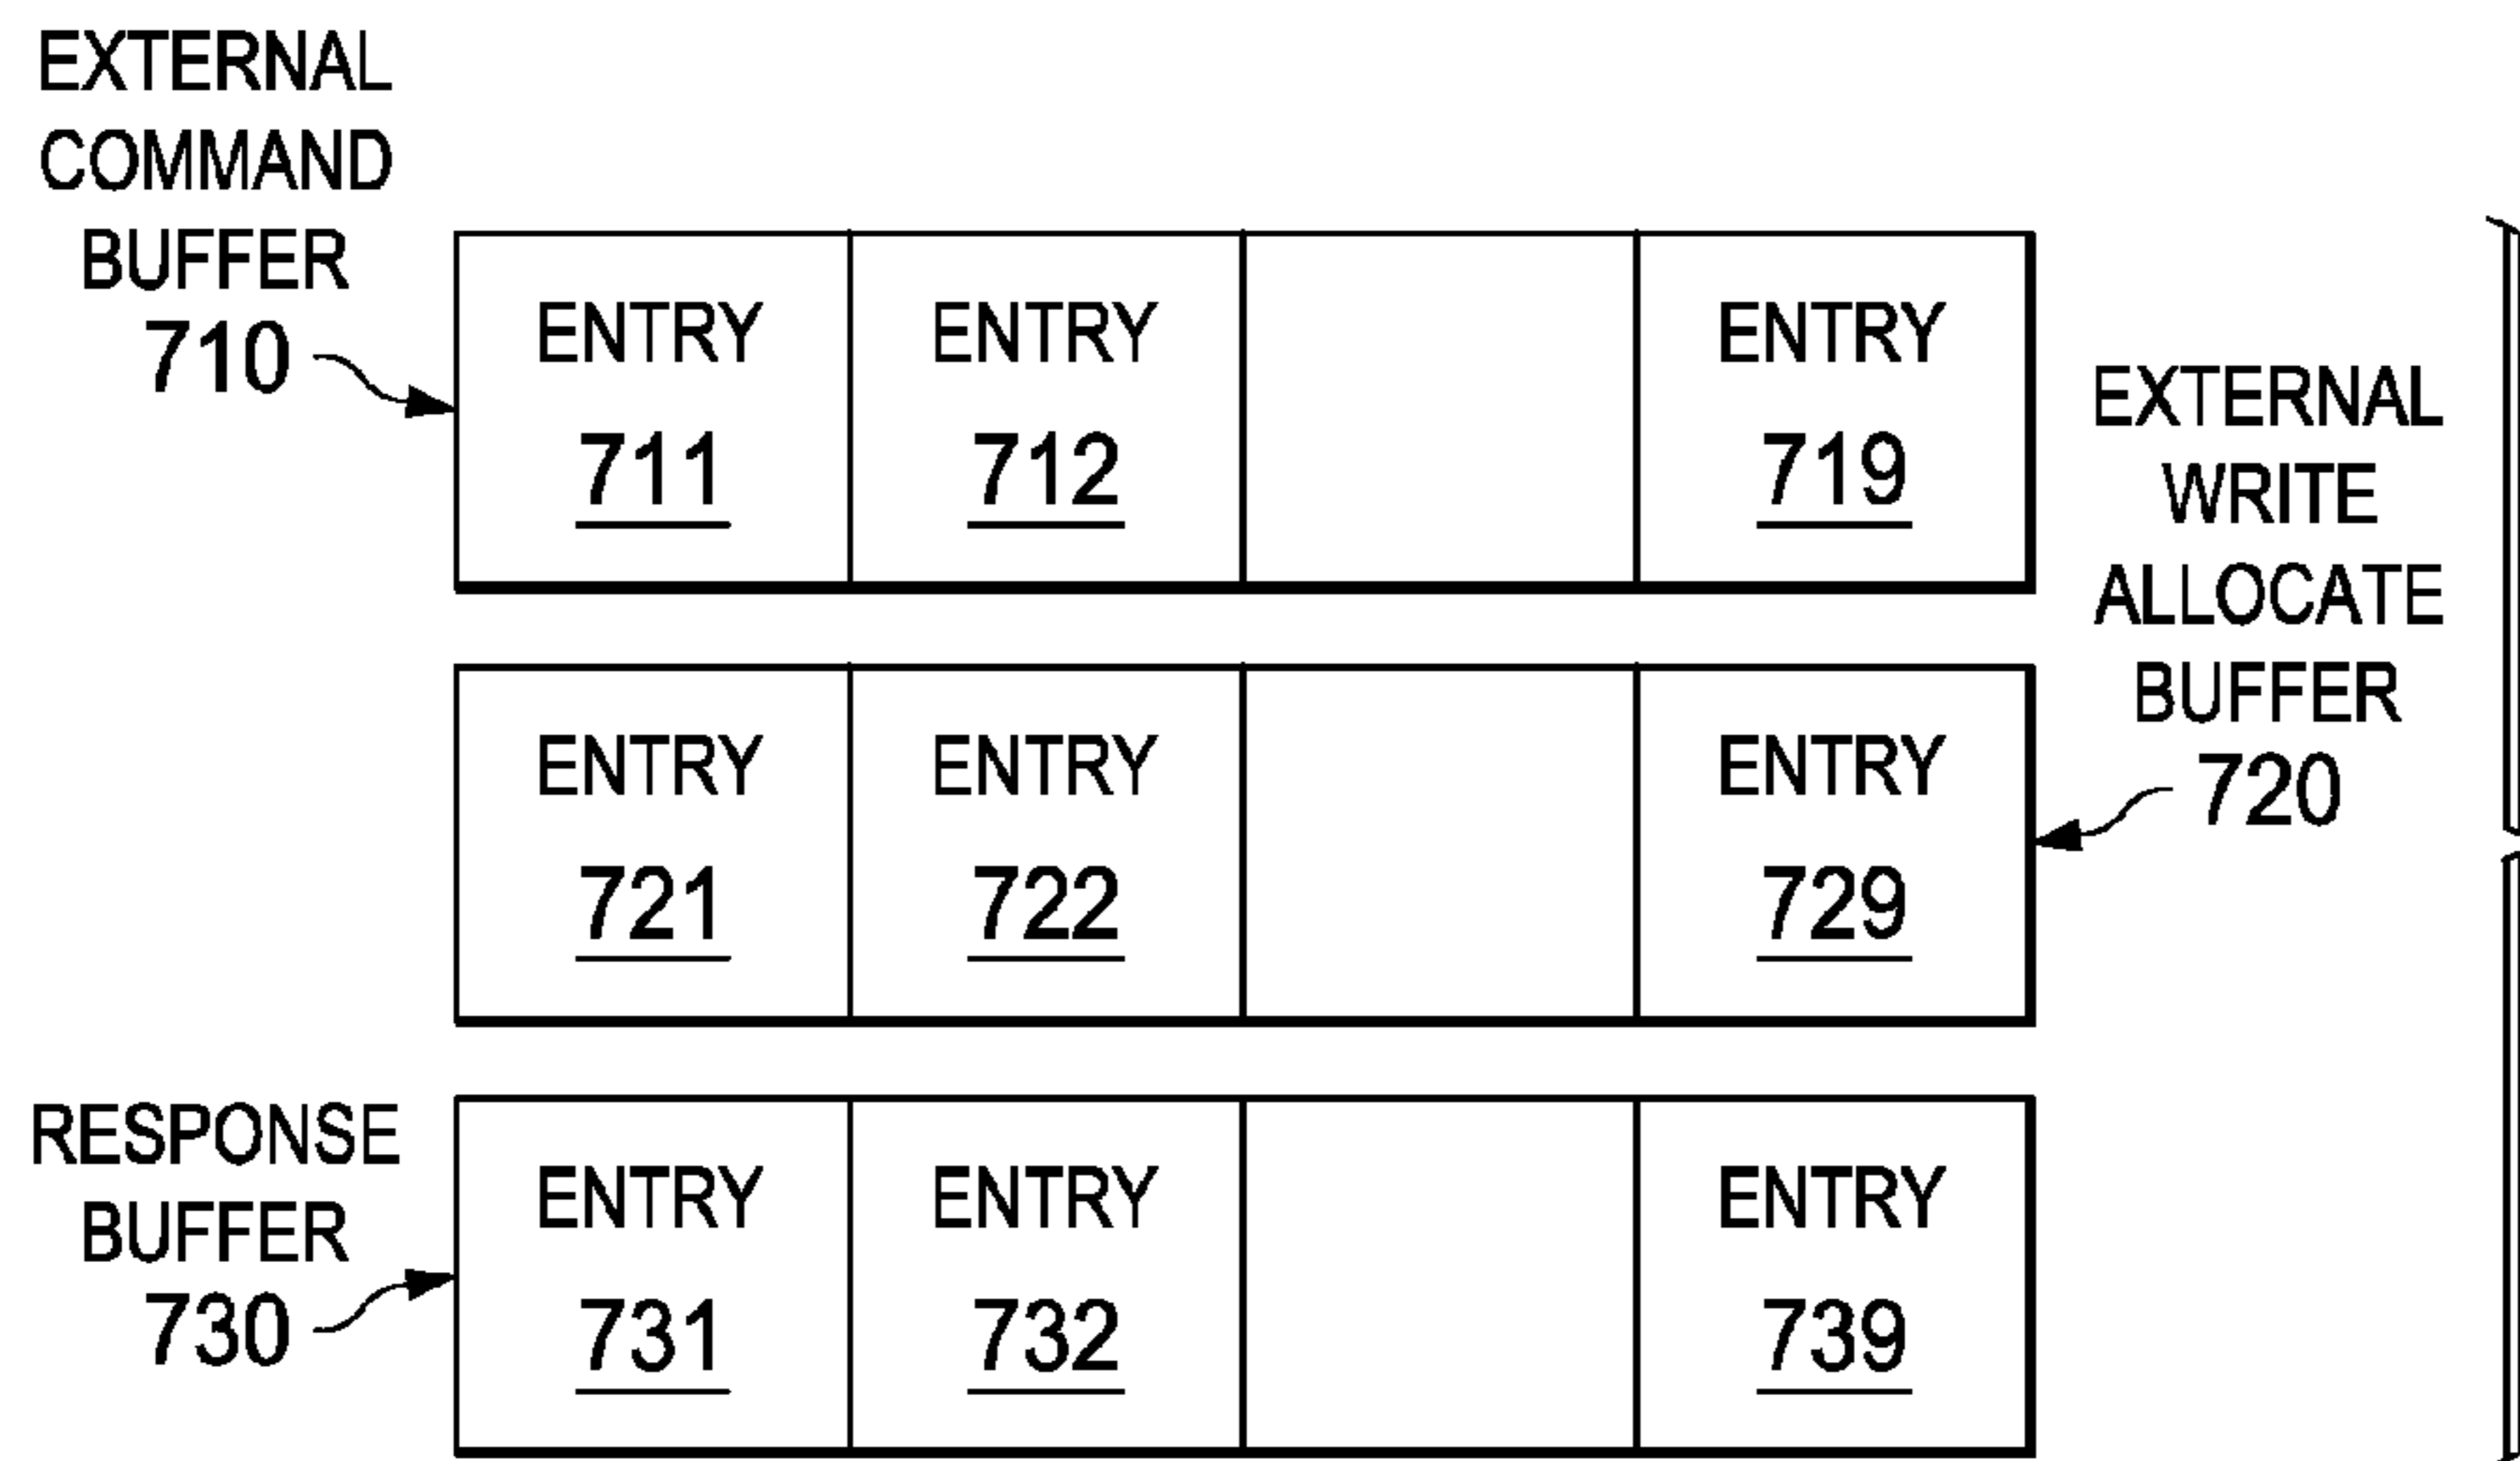 EXTERNAL
COMMAND
BUFFER
710
ENTRY
711
ENTRY
712
ENTRY
719
EXTERNAL
WRITE
ALLOCATE
BUFFER
720
ENTRY
721
ENTRY
722
ENTRY
729
RESPONSE
BUFFER
730
ENTRY
731
ENTRY
732
ENTRY
739